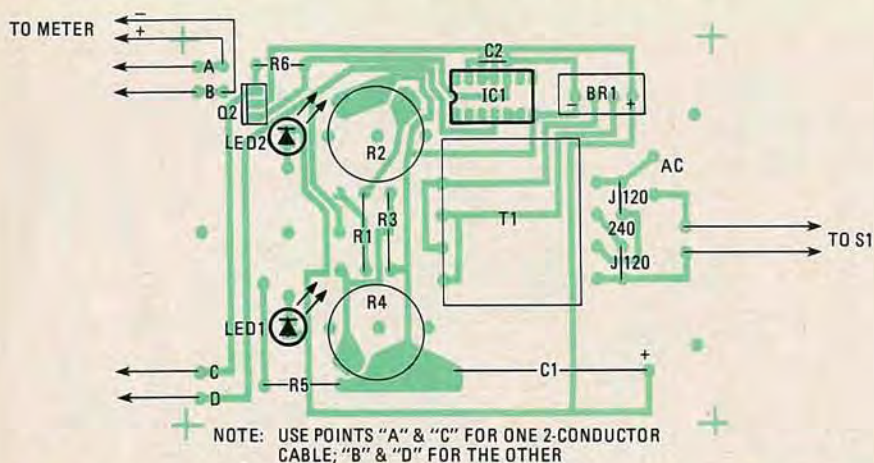 TO METER
−
+
A
B
R6
Q2
LED2
C2
IC1
− BR1 +
R2
AC
J 120
R1
R3
T1
240
TO S1
J 120
R4
LED1
+
C
R5
C1
D
NOTE: USE POINTS "A" & "C" FOR ONE 2-CONDUCTOR
CABLE; "B" & "D" FOR THE OTHER